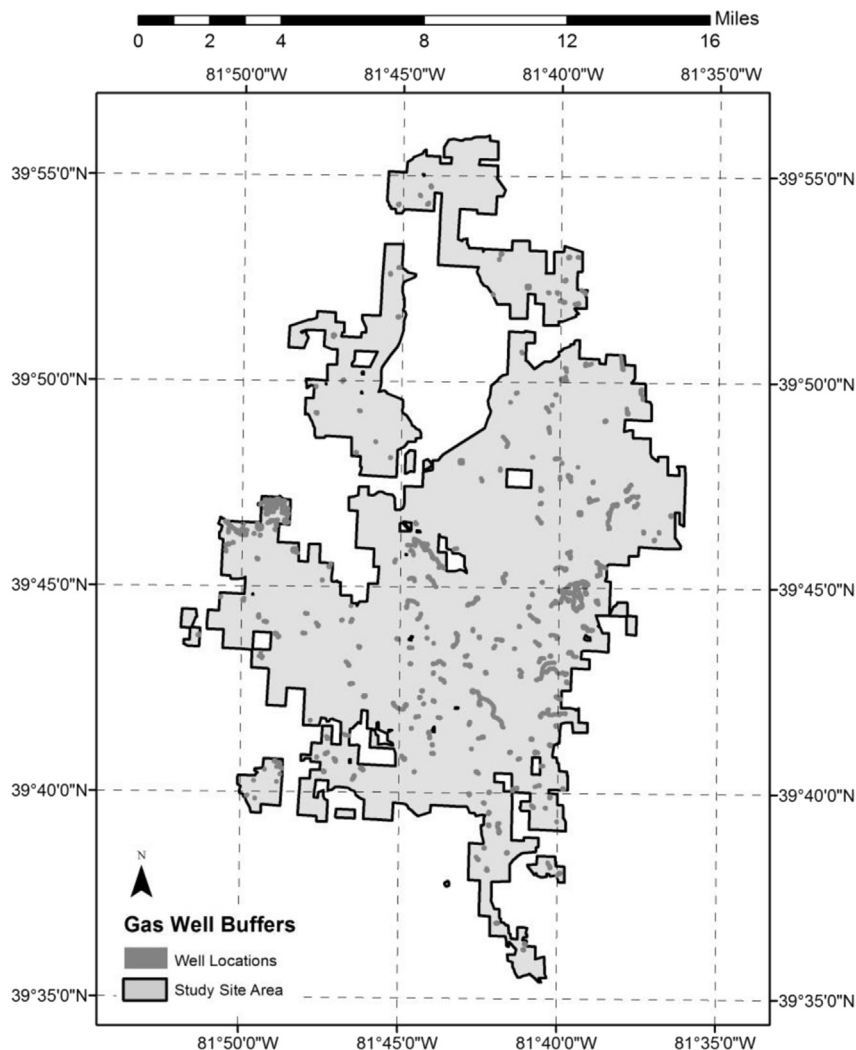 Miles
0 2 4 8 12 16
81°50'0"W 81°45'0"W 81°40'0"W 81°35'0"W
39°55'0"N 39°55'0"N
39°50'0"N 39°50'0"N
39°45'0"N 39°45'0"N
39°40'0"N 39°40'0"N
N
Gas Well Buffers
Well Locations
Study Site Area
39°35'0"N 39°35'0"N
81°50'0"W 81°45'0"W 81°40'0"W 81°35'0"W